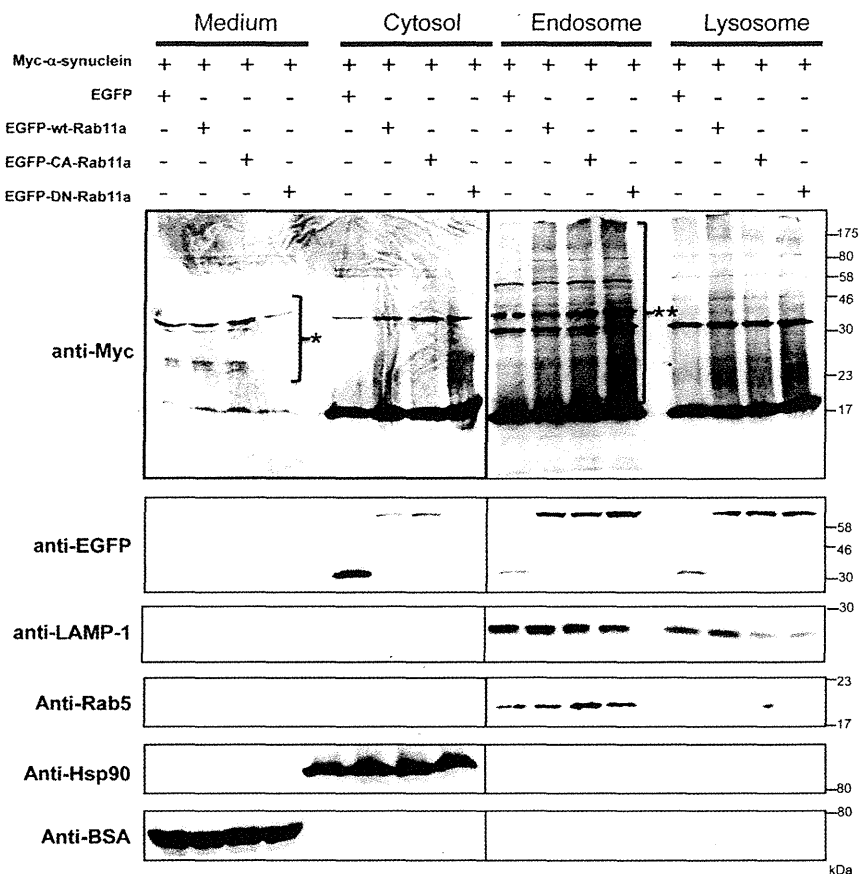 Medium Cytosol Endosome Lysosome
Myc-α-synuclein + + + + + + + + + + + + + + + +
EGFP + - - - + - - - + - - - + - - -
EGFP-wt-Rab11a - + - - - + - - - + - - - + - -
EGFP-CA-Rab11a - - + - - - + - - - + - - - + -
EGFP-DN-Rab11a - - - + - - - + - - - + - - - +
anti-Myc
*
**
175
80
58
46
30
23
17
anti-EGFP
58
46
30
anti-LAMP-1
30
Anti-Rab5
23
17
Anti-Hsp90
80
Anti-BSA
80
kDa